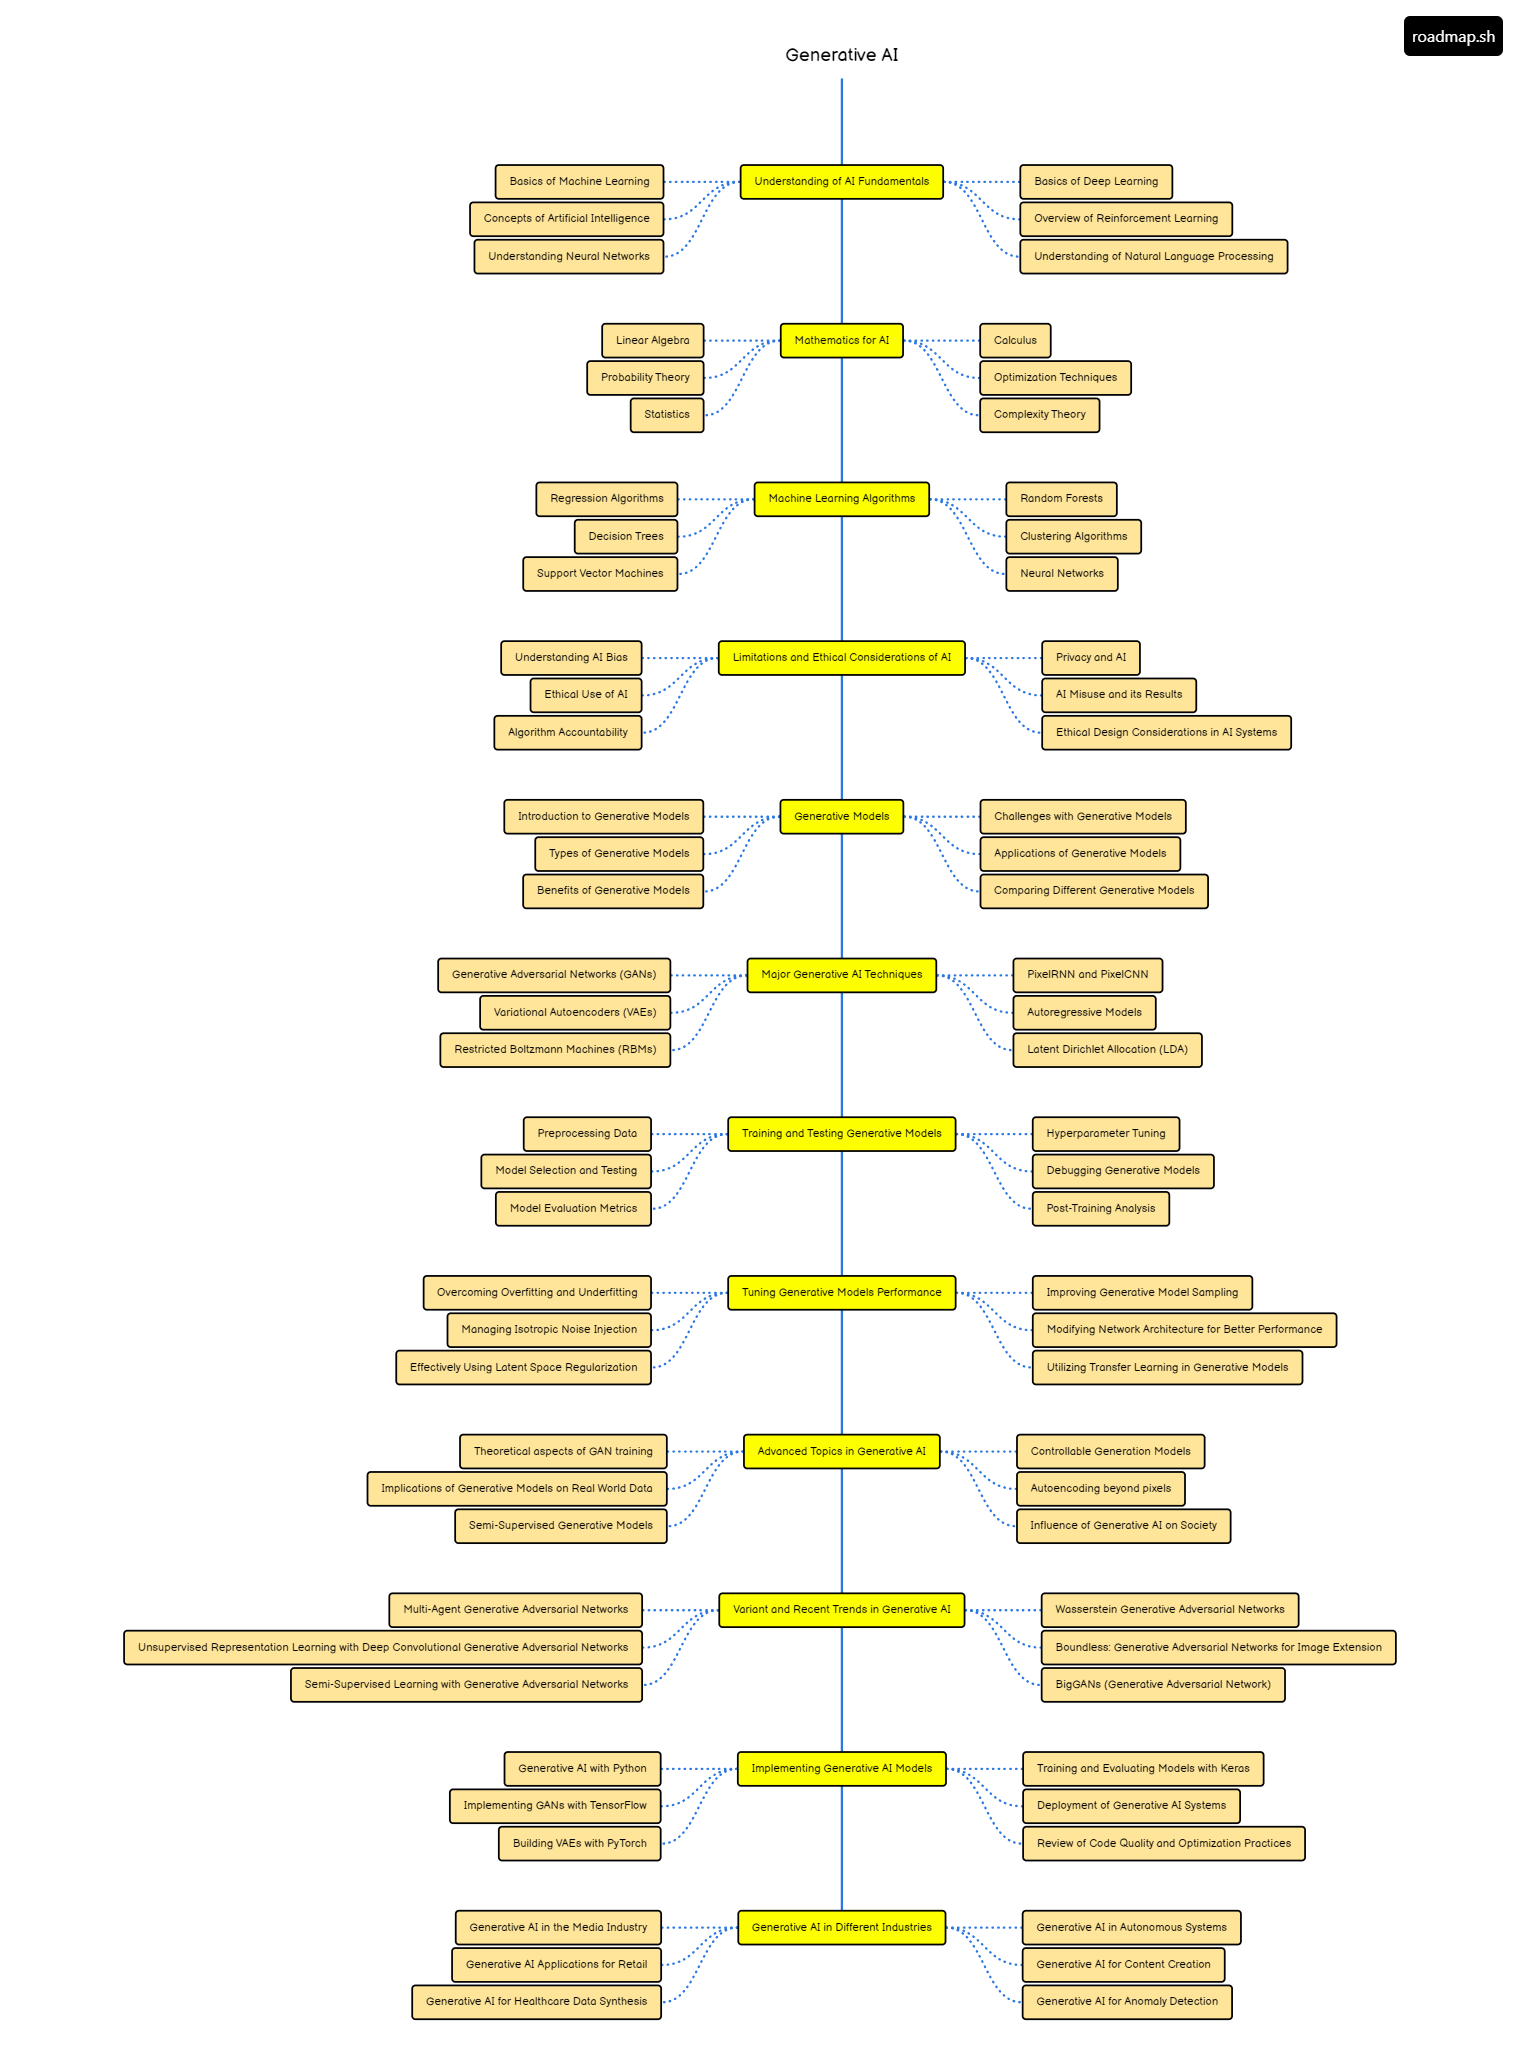 roadmap.sh
Generative AI
Understanding of AI Fundamentals
Basics of Machine Learning
Concepts of Artificial Intelligence
Understanding Neural Networks
Basics of Deep Learning
Overview of Reinforcement Learning
Understanding of Natural Language Processing
Mathematics for AI
Linear Algebra
Probability Theory
Statistics
Calculus
Optimization Techniques
Complexity Theory
Machine Learning Algorithms
Regression Algorithms
Decision Trees
Support Vector Machines
Random Forests
Clustering Algorithms
Neural Networks
Limitations and Ethical Considerations of AI
Understanding AI Bias
Ethical Use of AI
Algorithm Accountability
Privacy and AI
AI Misuse and its Results
Ethical Design Considerations in AI Systems
Generative Models
Introduction to Generative Models
Types of Generative Models
Benefits of Generative Models
Challenges with Generative Models
Applications of Generative Models
Comparing Different Generative Models
Major Generative AI Techniques
Generative Adversarial Networks (GANs)
Variational Autoencoders (VAEs)
Restricted Boltzmann Machines (RBMs)
PixelRNN and PixelCNN
Autoregressive Models
Latent Dirichlet Allocation (LDA)
Training and Testing Generative Models
Preprocessing Data
Model Selection and Testing
Model Evaluation Metrics
Hyperparameter Tuning
Debugging Generative Models
Post-Training Analysis
Tuning Generative Models Performance
Overcoming Overfitting and Underfitting
Managing Isotropic Noise Injection
Effectively Using Latent Space Regularization
Improving Generative Model Sampling
Modifying Network Architecture for Better Performance
Utilizing Transfer Learning in Generative Models
Advanced Topics in Generative AI
Theoretical aspects of GAN training
Implications of Generative Models on Real World Data
Semi-Supervised Generative Models
Controllable Generation Models
Autoencoding beyond pixels
Influence of Generative AI on Society
Variant and Recent Trends in Generative AI
Multi-Agent Generative Adversarial Networks
Unsupervised Representation Learning with Deep Convolutional Generative Adversarial Networks
Semi-Supervised Learning with Generative Adversarial Networks
Wasserstein Generative Adversarial Networks
Boundless: Generative Adversarial Networks for Image Extension
BigGANs (Generative Adversarial Network)
Implementing Generative AI Models
Generative AI with Python
Implementing GANs with TensorFlow
Building VAEs with PyTorch
Training and Evaluating Models with Keras
Deployment of Generative AI Systems
Review of Code Quality and Optimization Practices
Generative AI in Different Industries
Generative AI in the Media Industry
Generative AI Applications for Retail
Generative AI for Healthcare Data Synthesis
Generative AI in Autonomous Systems
Generative AI for Content Creation
Generative AI for Anomaly Detection